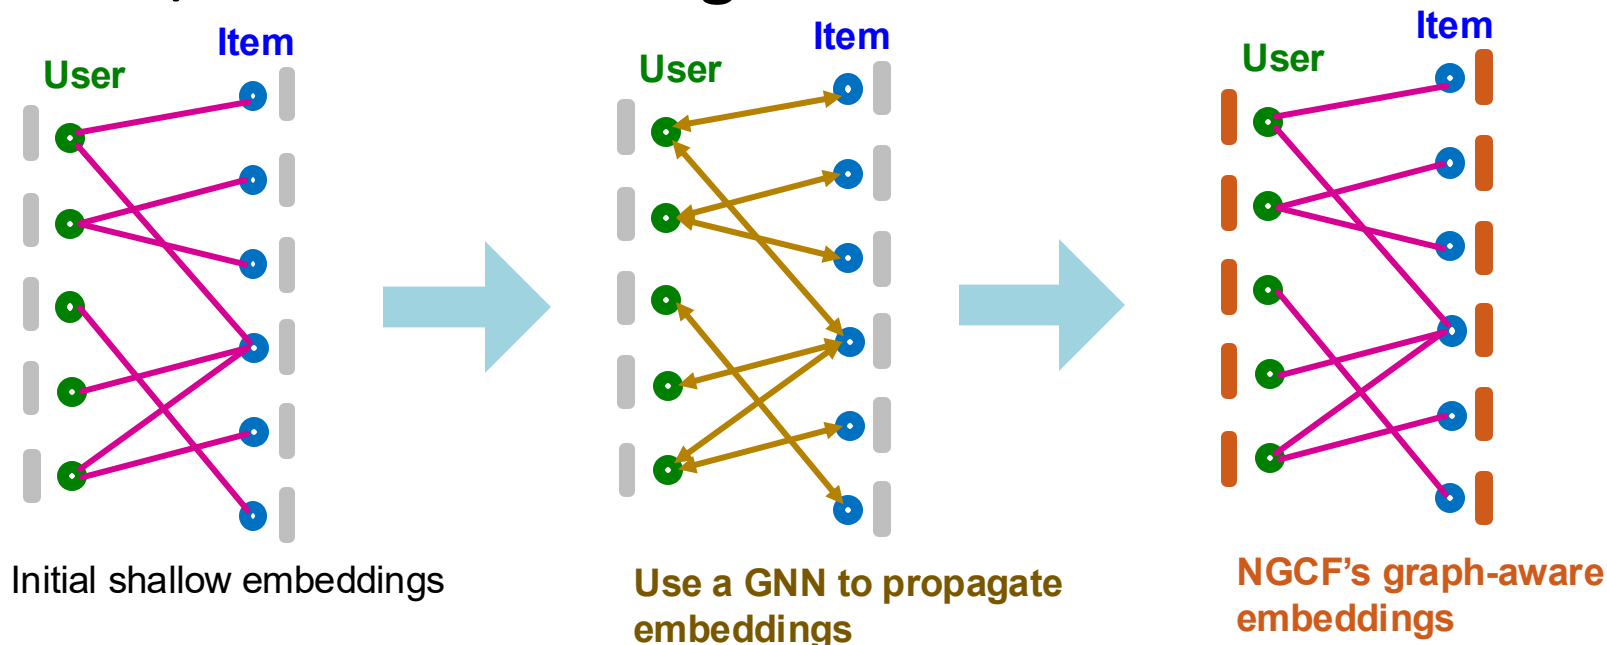 User
Item
User
Item
User
Item
Initial shallow embeddings
Use a GNN to propagate
embeddings
NGCF’s graph-aware
embeddings